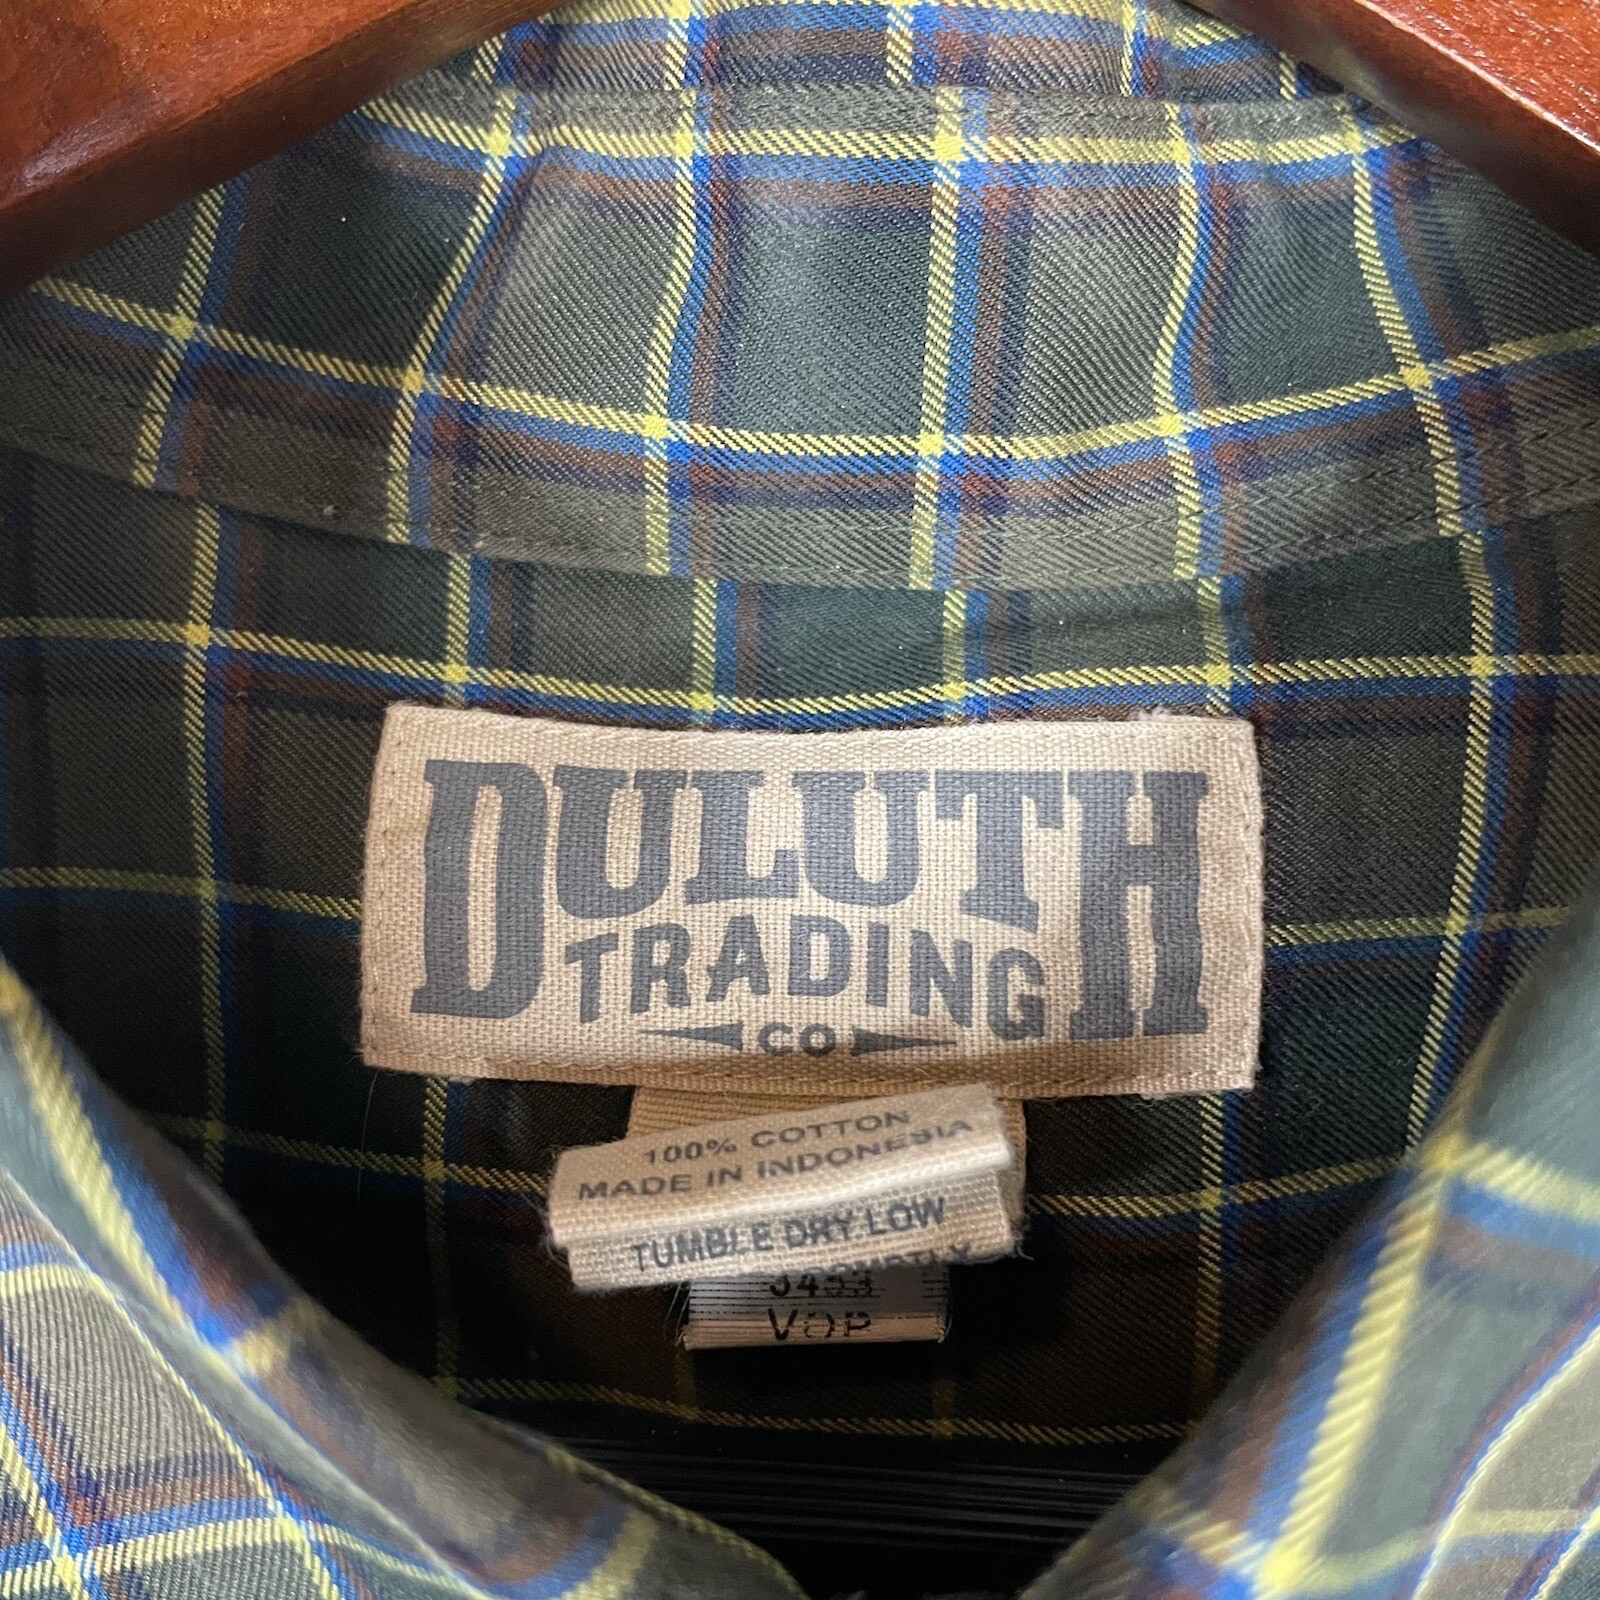 DULUTH
TRADING
CO
100% COTTON
MADE IN INDONESIA
TUMBLE DRY LOW
VOP